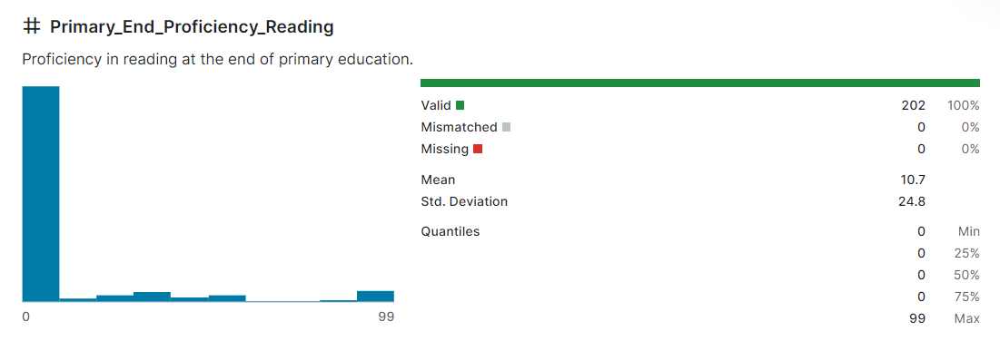 # Primary_End_Proficiency_Reading
Proficiency in reading at the end of primary education.
Valid 202 100%
Mismatched 0 0%
Missing 0 0%
Mean 10.7
Std. Deviation 24.8
Quantiles 0 Min
0 25%
0 50%
0 75%
99 Max
0 99